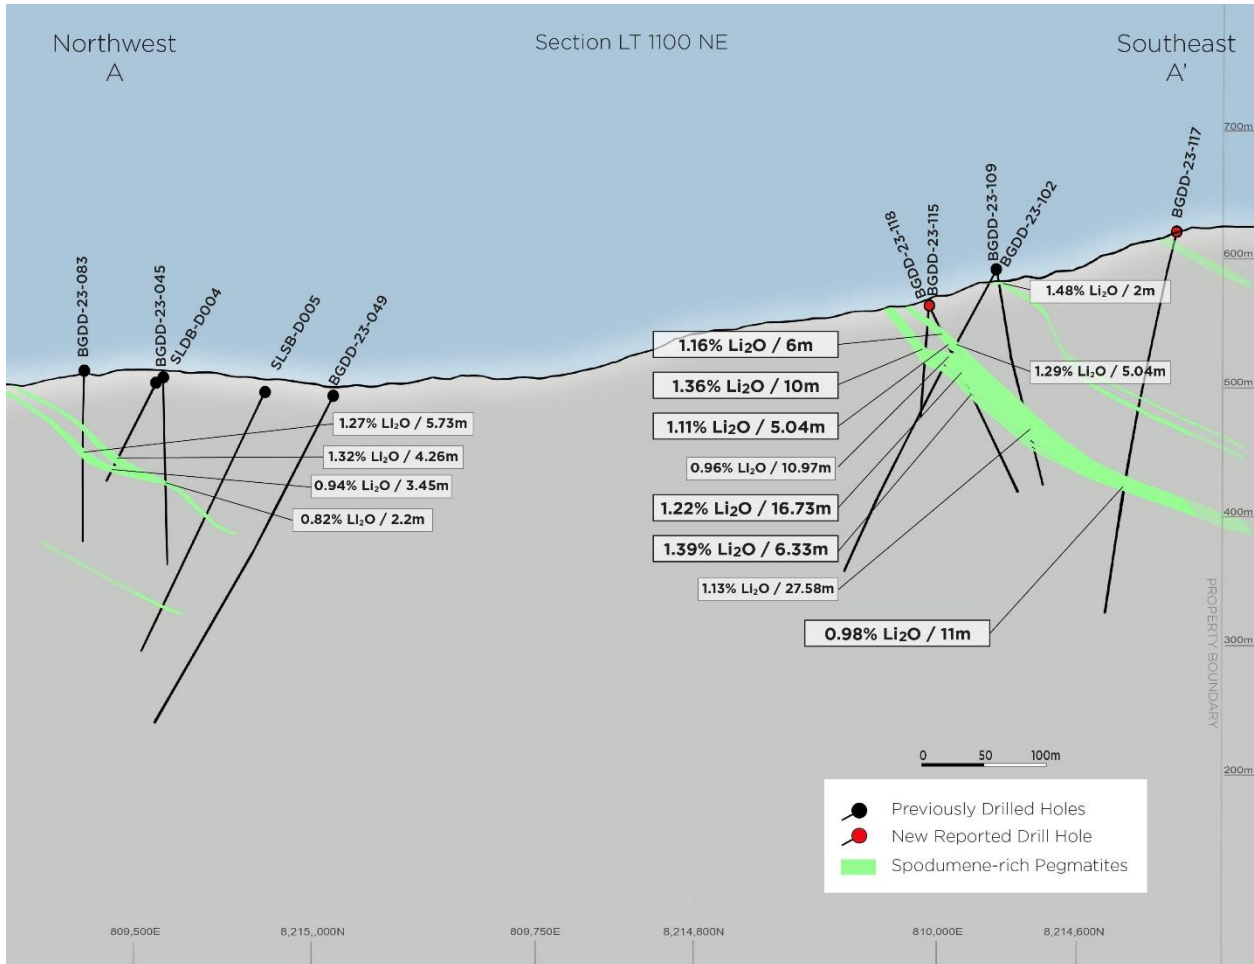 Northwest
A
Section LT 1100 NE
Southeast
A'
700m
600m
500m
400m
300m
200m
BGDD-23-083
BGDD-23-045
SLDB-D004
SLSB-D005
BGDD-23-049
BGDD-23-118
BGDD-23-115
BGDD-23-109
BGDD-23-102
BGDD-23-117
1.27% LI₂O / 5.73m
1.32% Li₂O / 4.26m
0.94% Li₂O / 3.45m
0.82% Li₂O / 2.2m
1.16% Li₂O / 6m
1.36% Li₂O / 10m
1.11% Li₂O / 5.04m
0.96% Li₂O / 10.97m
1.22% Li₂O / 16.73m
1.39% Li₂O / 6.33m
1.13% Li₂O / 27.58m
0.98% Li₂O / 11m
1.48% Li₂O / 2m
1.29% Li₂O / 5.04m
PROPERTY BOUNDARY
0 50 100m
Previously Drilled Holes
New Reported Drill Hole
Spodumene-rich Pegmatites
809,500E
8,215,,000N
809,750E
8,214,800N
810,000E
8,214,600N